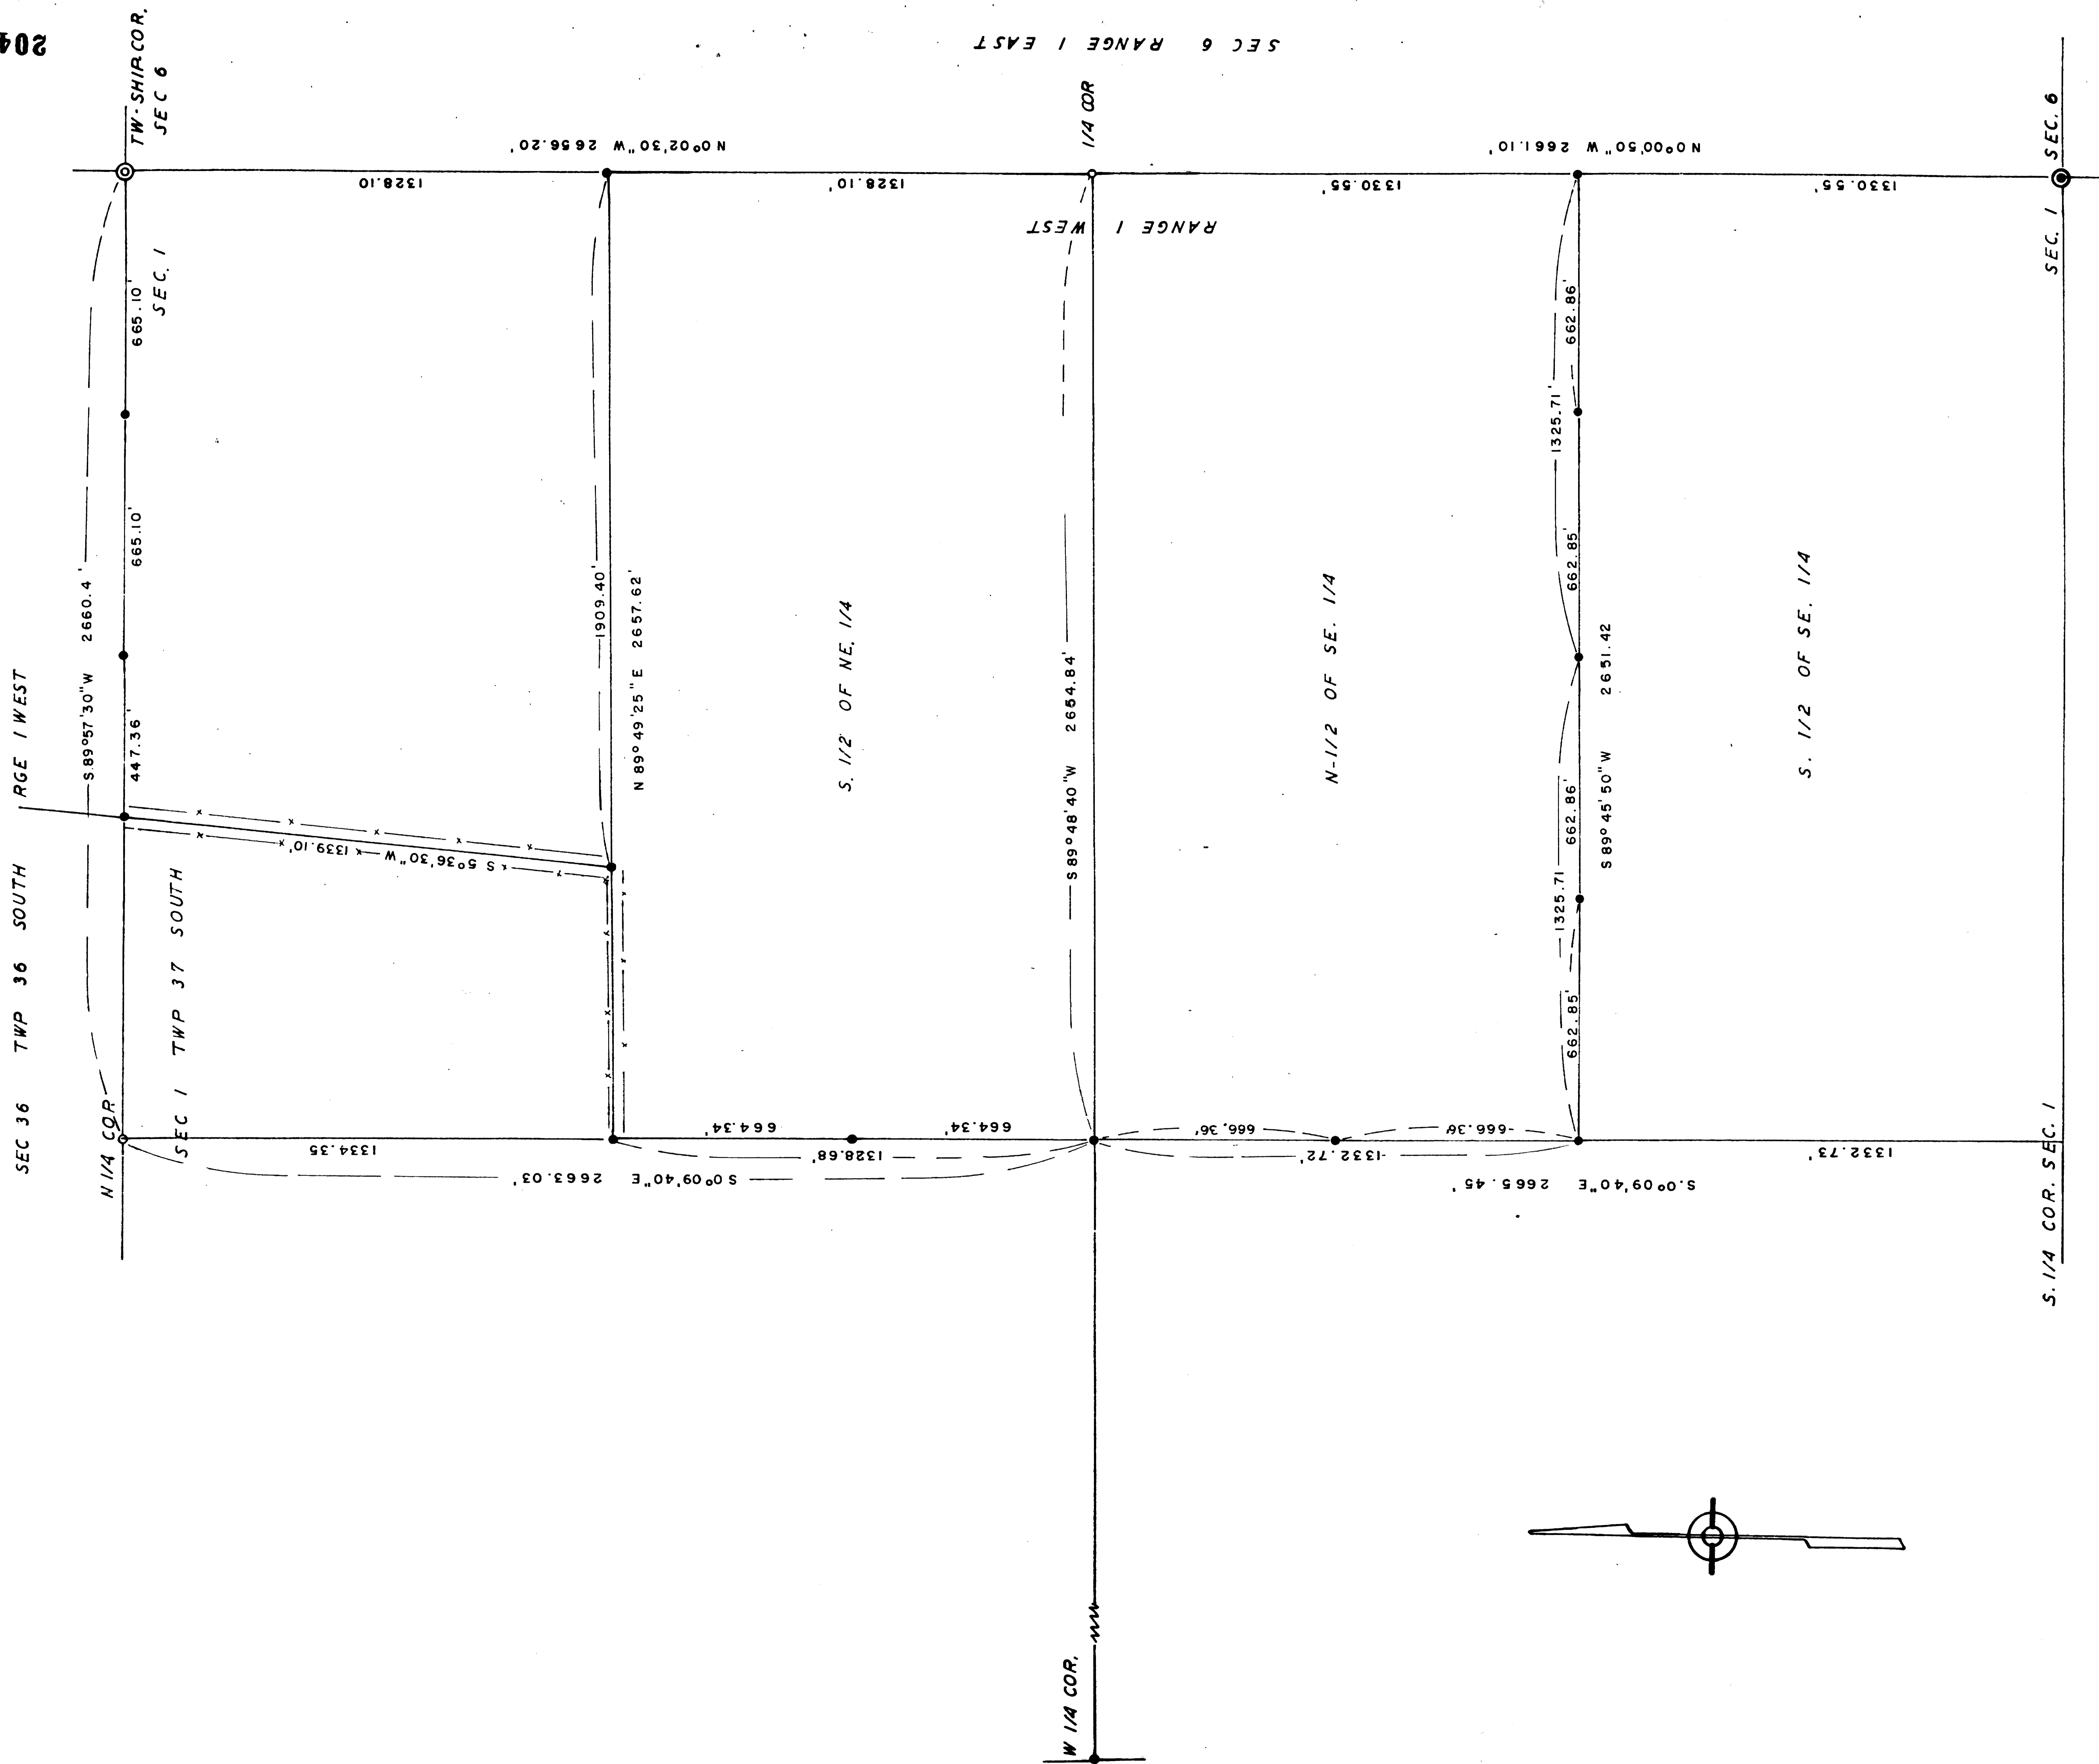 204
SEC 6 RANGE 1 EAST
TW-SHIP. COR.
SEC 6
1/4 COR
SEC. 1 SEC. 6
N 0° 02' 30" W 2656.20'
N 0° 00' 50" W 2661.10'
1328.10
1328.10'
1330.55'
1330.55'
RANGE 1 WEST
SEC 36 TWP 36 SOUTH RGE 1 WEST
S. 89° 57' 30" W 2660.4'
665.10'
665.10'
447.36'
SEC. 1
N 1/4 COR
SEC 1 TWP 37 SOUTH
S 5° 36' 30" W 1339.10'
1909.40'
N 89° 49' 25" E 2657.62'
S. 1/2 OF NE. 1/4
S 89° 48' 40" W 2654.84'
N-1/2 OF SE. 1/4
1325.71'
1325.71
662.86'
662.85'
662.86'
662.85'
S 89° 45' 50" W 2651.42
S. 1/2 OF SE. 1/4
1334.35
664.34'
664.34'
666.36'
666.36'
1332.73'
1328.68'
1332.72'
S 0° 09' 40" E 2663.03'
S. 0° 09' 40" E 2665.45'
S. 1/4 COR. SEC. 1
W 1/4 COR.